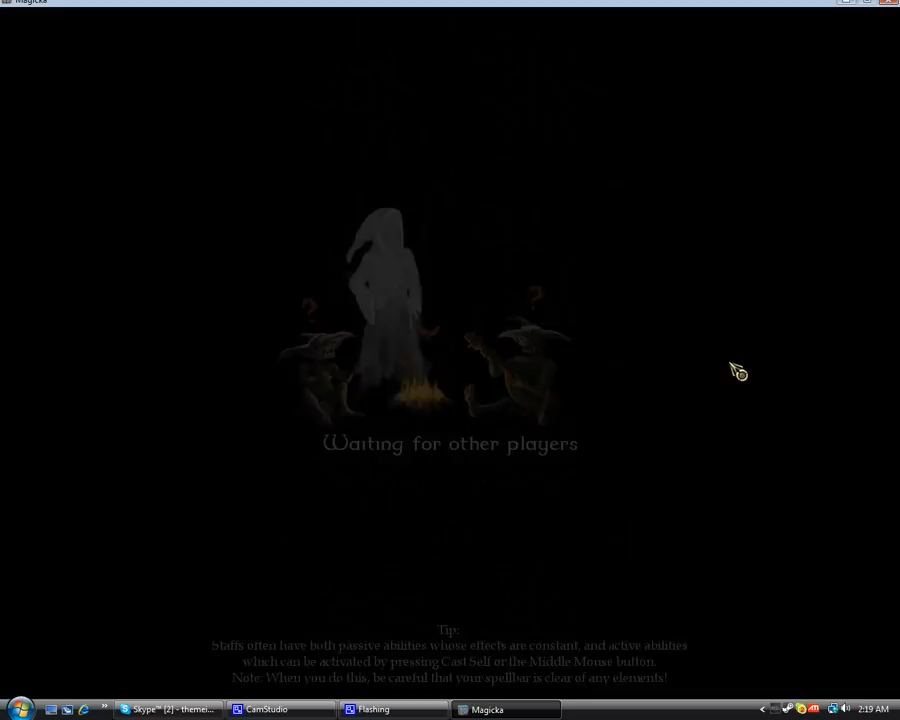 Magicka
?
?
Waiting for other players
Tip:
Staffs often have both passive abilities whose effects are constant, and active abilities
which can be activated by pressing Cast Self or the Middle Mouse button.
Note: When you do this, be careful that your spellbar is clear of any elements!
Skype™ [2] - themei...
CamStudio
Flashing
Magicka
2:19 AM